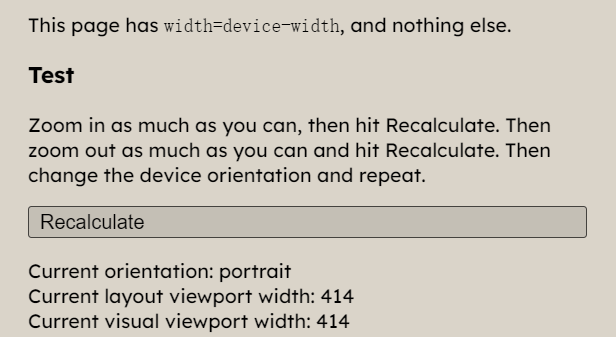 This page has width=device-width, and nothing else.
Test
Zoom in as much as you can, then hit Recalculate. Then
zoom out as much as you can and hit Recalculate. Then
change the device orientation and repeat.
Recalculate
Current orientation: portrait
Current layout viewport width: 414
Current visual viewport width: 414